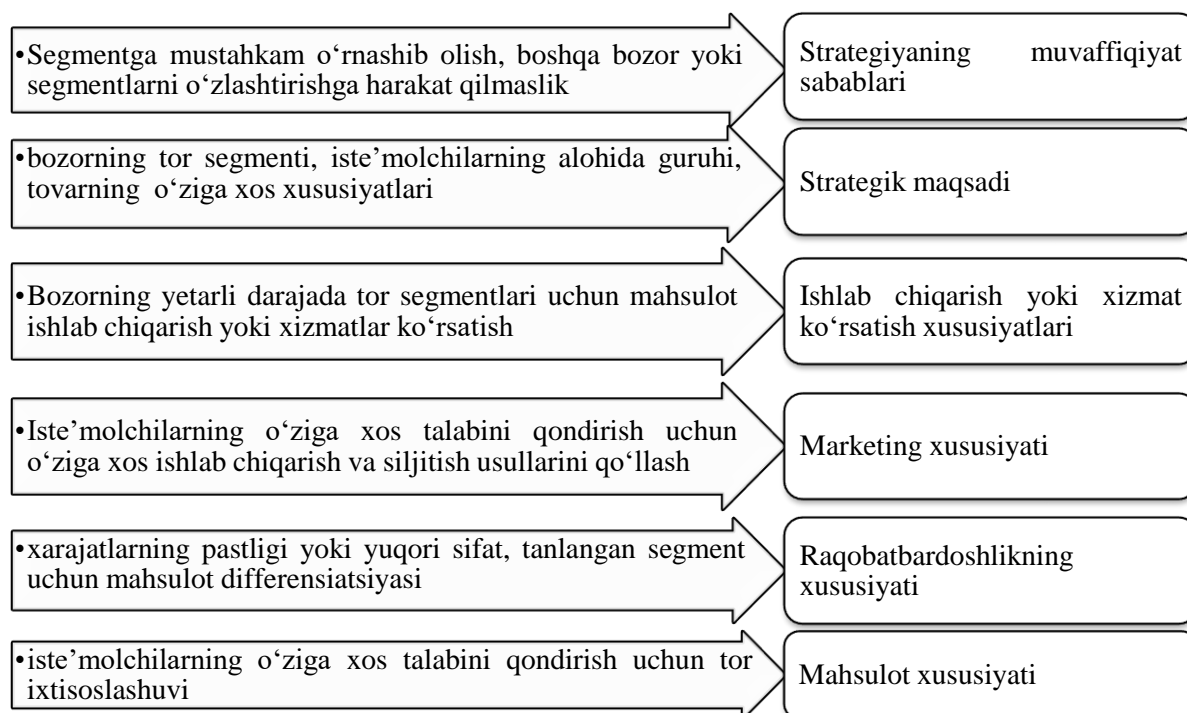 •Segmentga mustahkam o‘rnashib olish, boshqa bozor yoki
segmentlarni o‘zlashtirishga harakat qilmaslik
Strategiyaning muvaffiqiyat
sabablari
•bozorning tor segmenti, iste’molchilarning alohida guruhi,
tovarning o‘ziga xos xususiyatlari
Strategik maqsadi
•Bozorning yetarli darajada tor segmentlari uchun mahsulot
ishlab chiqarish yoki xizmatlar ko‘rsatish
Ishlab chiqarish yoki xizmat
ko‘rsatish xususiyatlari
•Iste’molchilarning o‘ziga xos talabini qondirish uchun
o‘ziga xos ishlab chiqarish va siljitish usullarini qo‘llash
Marketing xususiyati
•xarajatlarning pastligi yoki yuqori sifat, tanlangan segment
uchun mahsulot differensiatsiyasi
Raqobatbardoshlikning
xususiyati
•iste’molchilarning o‘ziga xos talabini qondirish uchun tor
ixtisoslashuvi
Mahsulot xususiyati